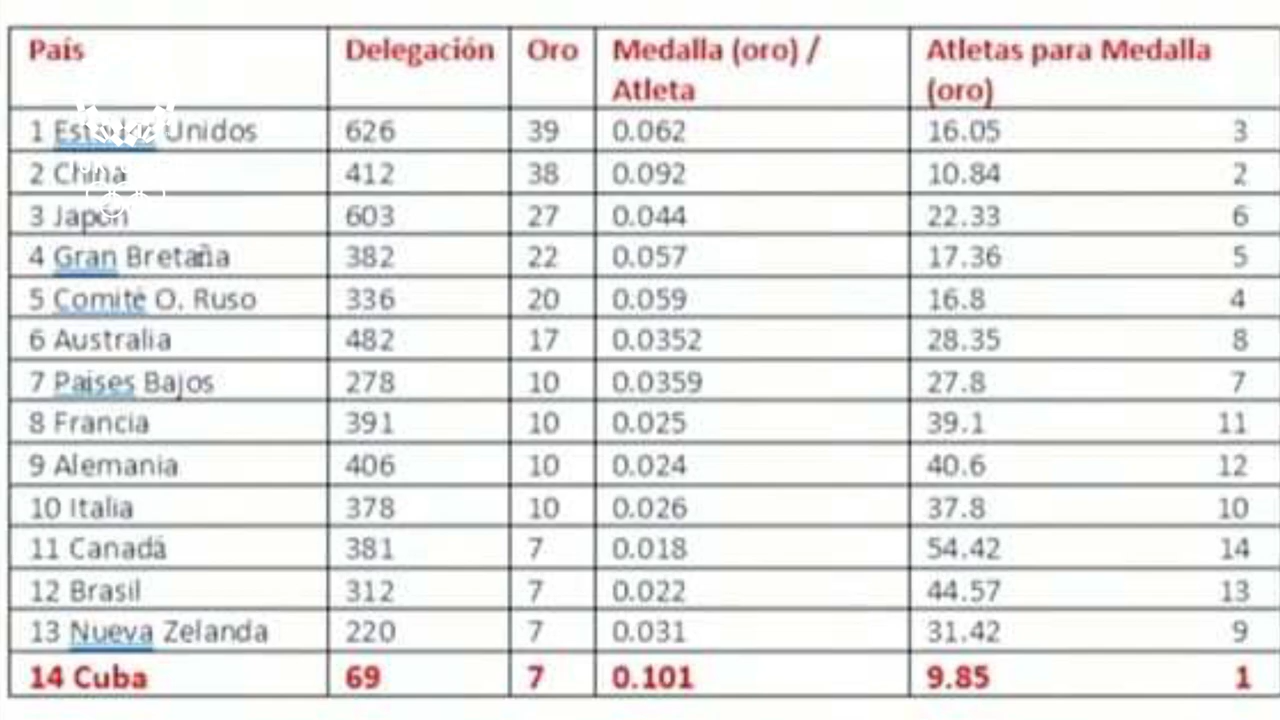 País Delegación Oro Medalla (oro) / Atletas para Medalla
Atleta (oro)
1 Estados Unidos 626 39 0.062 16.05 3
2 China 412 38 0.092 10.84 2
3 Japón 603 27 0.044 22.33 6
4 Gran Bretaña 382 22 0.057 17.36 5
5 Comité O. Ruso 336 20 0.059 16.8 4
6 Australia 482 17 0.0352 28.35 8
7 Países Bajos 278 10 0.0359 27.8 7
8 Francia 391 10 0.025 39.1 11
9 Alemania 406 10 0.024 40.6 12
10 Italia 378 10 0.026 37.8 10
11 Canadá 381 7 0.018 54.42 14
12 Brasil 312 7 0.022 44.57 13
13 Nueva Zelanda 220 7 0.031 31.42 9
14 Cuba 69 7 0.101 9.85 1